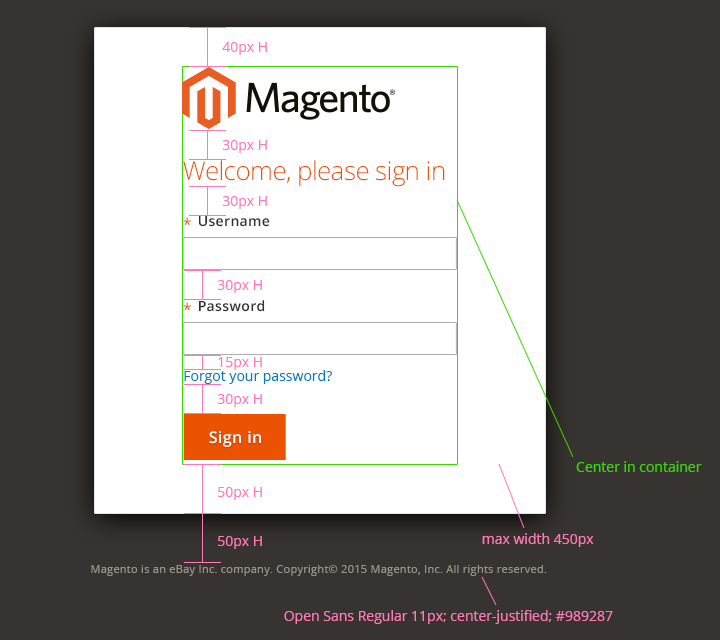 40px H
Magento®
30px H
Welcome, please sign in
30px H
* Username
30px H
* Password
15px H
Forgot your password?
30px H
Sign in
Center in container
50px H
max width 450px
50px H
Magento is an eBay Inc. company. Copyright© 2015 Magento, Inc. All rights reserved.
Open Sans Regular 11px; center-justified; #989287